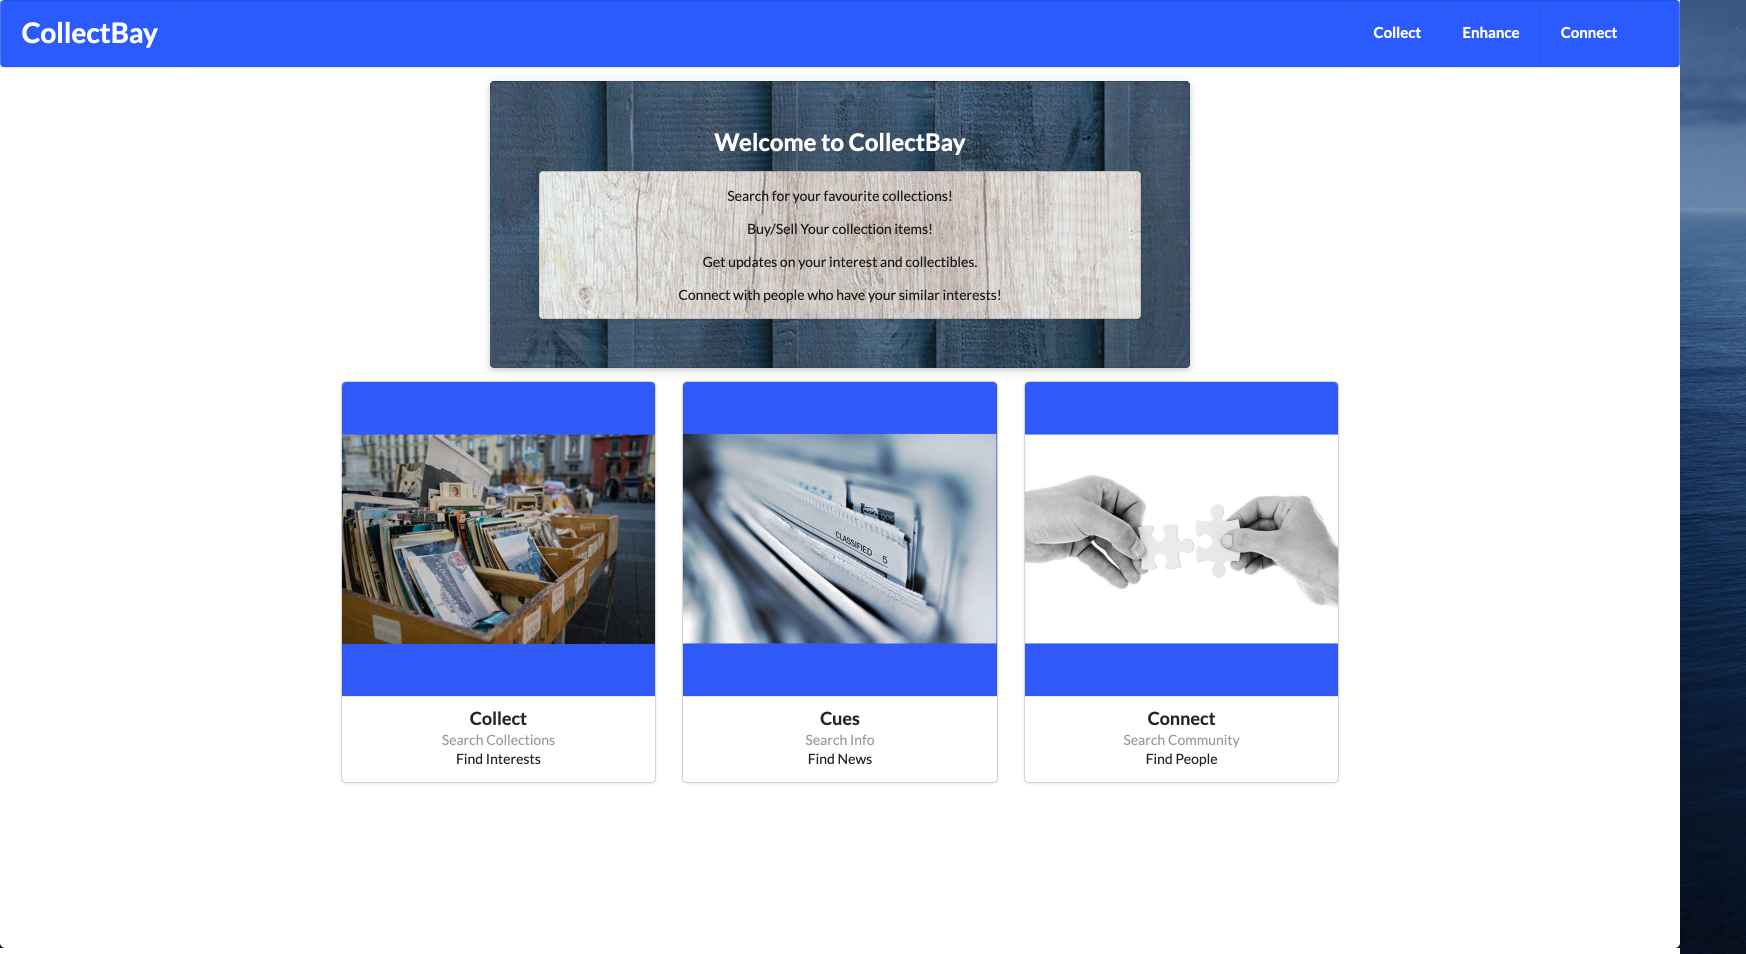 CollectBay
Collect
Enhance
Connect
Welcome to CollectBay
Search for your favourite collections!
Buy/Sell Your collection items!
Get updates on your interest and collectibles.
Connect with people who have your similar interests!
CLASSIFIED 5
Collect
Search Collections
Find Interests
Cues
Search Info
Find News
Connect
Search Community
Find People